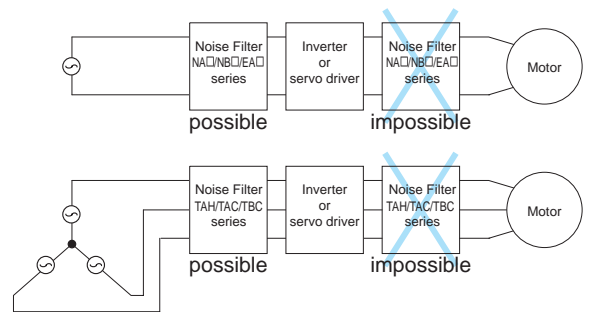 Noise Filter
NA□/NB□/EA□
series
Inverter
or
servo driver
Noise Filter
NA□/NB□/EA□
series
Motor
possible
impossible
Noise Filter
TAH/TAC/TBC
series
Inverter
or
servo driver
Noise Filter
TAH/TAC/TBC
series
Motor
possible
impossible